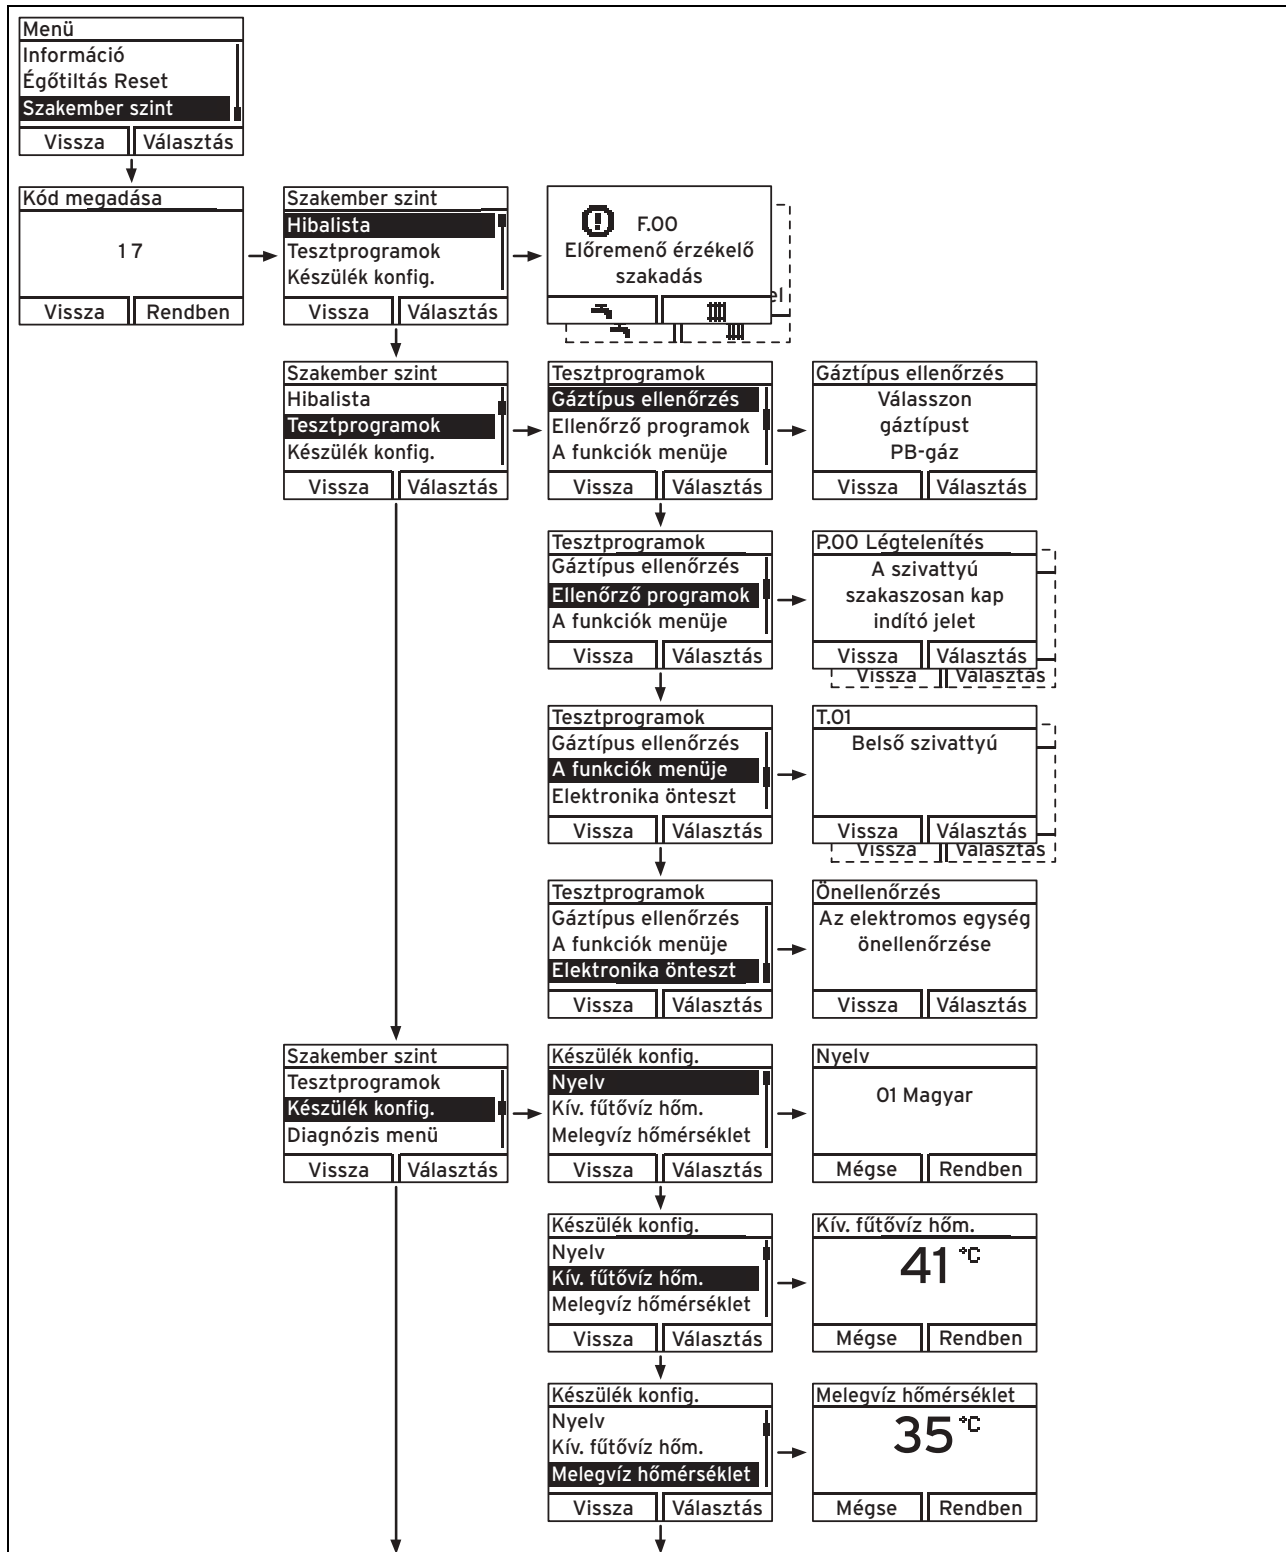 Menü
Információ
Égőtiltás Reset
Szakember szint
Vissza Választás
Kód megadása
17
Vissza Rendben
Szakember szint
Hibalista
Tesztprogramok
Készülék konfig.
Vissza Választás
F.00
Előremenő érzékelő
szakadás
el
Szakember szint
Hibalista
Tesztprogramok
Készülék konfig.
Vissza Választás
Tesztprogramok
Gáztípus ellenőrzés
Ellenőrző programok
A funkciók menüje
Vissza Választás
Gáztípus ellenőrzés
Válasszon
gáztípust
PB-gáz
Vissza Választás
Tesztprogramok
Gáztípus ellenőrzés
Ellenőrző programok
A funkciók menüje
Vissza Választás
P.00 Légtelenítés
A szivattyú
szakaszosan kap
indító jelet
Vissza Választás
Vissza Választás
Tesztprogramok
Gáztípus ellenőrzés
A funkciók menüje
Elektronika önteszt
Vissza Választás
T.01
Belső szivattyú
Vissza Választás
Vissza Választás
Tesztprogramok
Gáztípus ellenőrzés
A funkciók menüje
Elektronika önteszt
Vissza Választás
Önellenőrzés
Az elektromos egység
önellenőrzése
Vissza Választás
Szakember szint
Tesztprogramok
Készülék konfig.
Diagnózis menü
Vissza Választás
Készülék konfig.
Nyelv
Kív. fűtővíz hőm.
Melegvíz hőmérséklet
Vissza Választás
Nyelv
01 Magyar
Mégse Rendben
Készülék konfig.
Nyelv
Kív. fűtővíz hőm.
Melegvíz hőmérséklet
Vissza Választás
Kív. fűtővíz hőm.
41 °C
Mégse Rendben
Készülék konfig.
Nyelv
Kív. fűtővíz hőm.
Melegvíz hőmérséklet
Vissza Választás
Melegvíz hőmérséklet
35 °C
Mégse Rendben